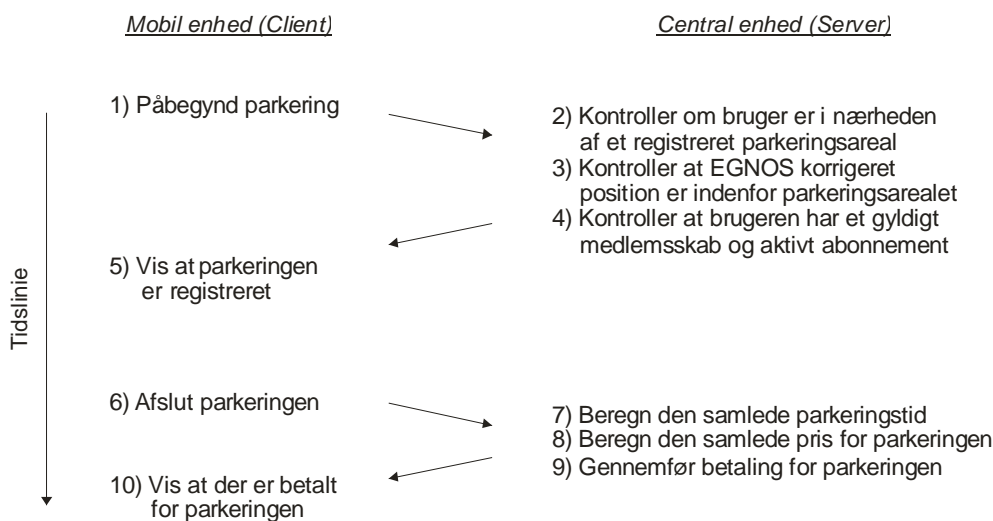 Mobil enhed (Client)
Central enhed (Server)
1) Påbegynd parkering
2) Kontroller om bruger er i nærheden
af et registreret parkeringsareal
3) Kontroller at EGNOS korrigeret
position er indenfor parkeringsarealet
4) Kontroller at brugeren har et gyldigt
medlemsskab og aktivt abonnement
5) Vis at parkeringen
er registreret
Tidslinie
6) Afslut parkeringen
7) Beregn den samlede parkeringstid
8) Beregn den samlede pris for parkeringen
9) Gennemfør betaling for parkeringen
10) Vis at der er betalt
for parkeringen